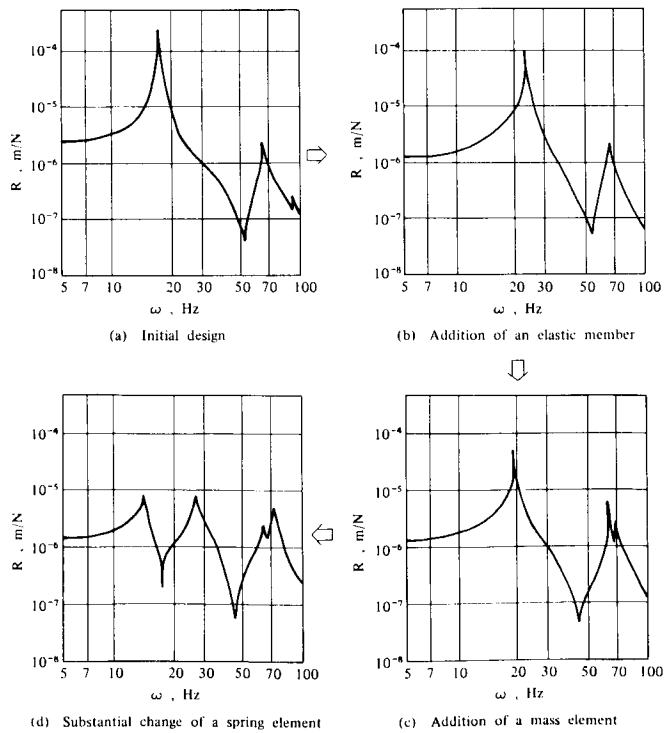 10⁻⁴
10⁻⁵
10⁻⁶
10⁻⁷
10⁻⁸
R , m/N
5 7 10 20 30 50 70 100
ω , Hz
(a) Initial design
10⁻⁴
10⁻⁵
10⁻⁶
10⁻⁷
10⁻⁸
R , m/N
5 7 10 20 30 50 70 100
ω , Hz
(b) Addition of an elastic member
10⁻⁴
10⁻⁵
10⁻⁶
10⁻⁷
10⁻⁸
R , m/N
5 7 10 20 30 50 70 100
ω , Hz
(d) Substantial change of a spring element
10⁻⁴
10⁻⁵
10⁻⁶
10⁻⁷
10⁻⁸
R , m/N
5 7 10 20 30 50 70 100
ω , Hz
(c) Addition of a mass element